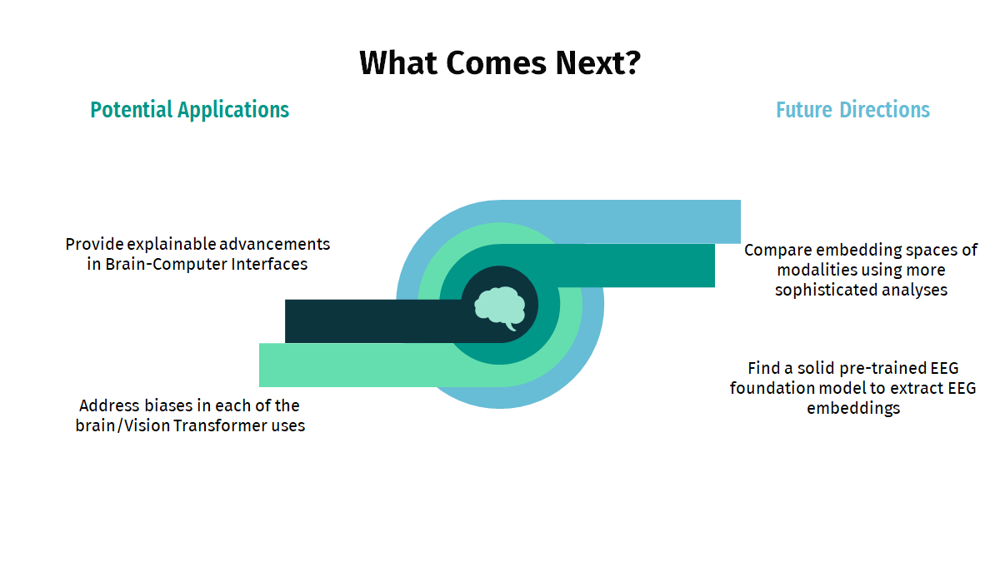 What Comes Next?
Potential Applications
Provide explainable advancements
in Brain-Computer Interfaces
Address biases in each of the
brain/Vision Transformer uses
Future Directions
Compare embedding spaces of
modalities using more
sophisticated analyses
Find a solid pre-trained EEG
foundation model to extract EEG
embeddings